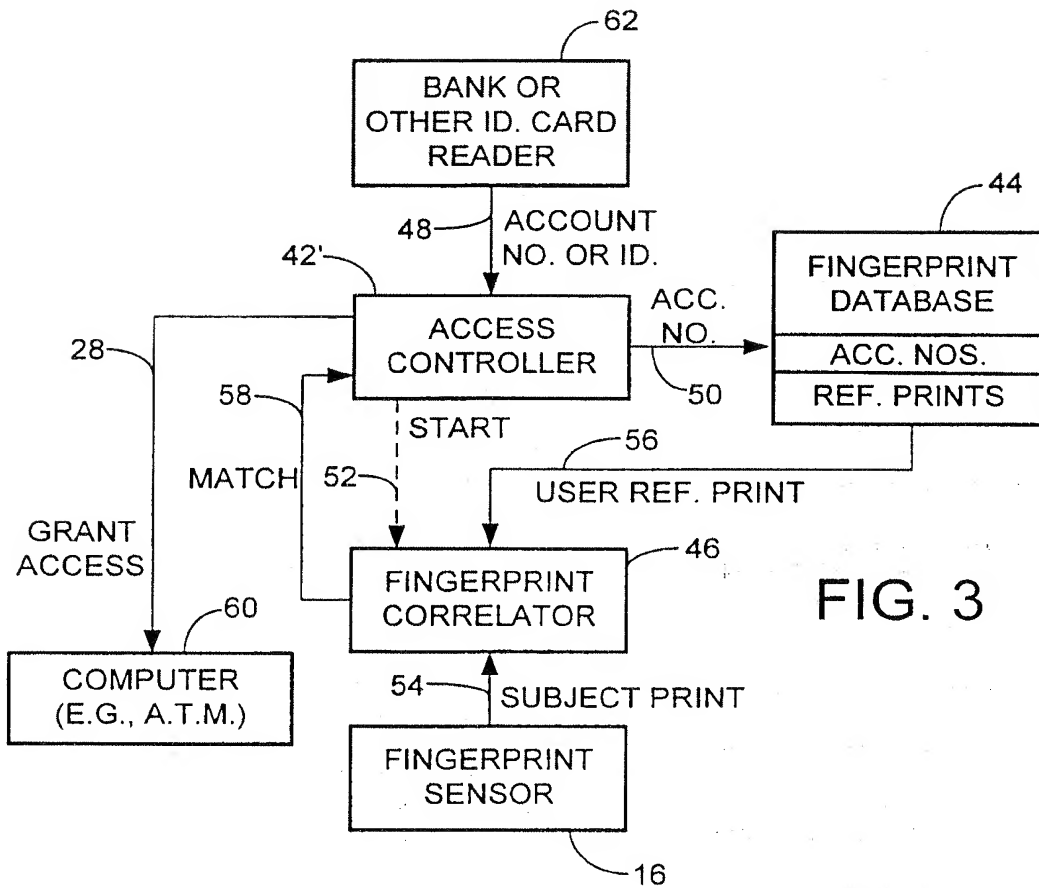 62
BANK OR
OTHER ID. CARD
READER
48
ACCOUNT
NO. OR ID.
44
42'
ACCESS
CONTROLLER
ACC.
NO.
50
FINGERPRINT
DATABASE
ACC. NOS.
REF. PRINTS
28
58
START
MATCH
52
56
USER REF. PRINT
GRANT
ACCESS
46
FINGERPRINT
CORRELATOR
FIG. 3
60
COMPUTER
(E.G., A.T.M.)
54
SUBJECT PRINT
FINGERPRINT
SENSOR
16